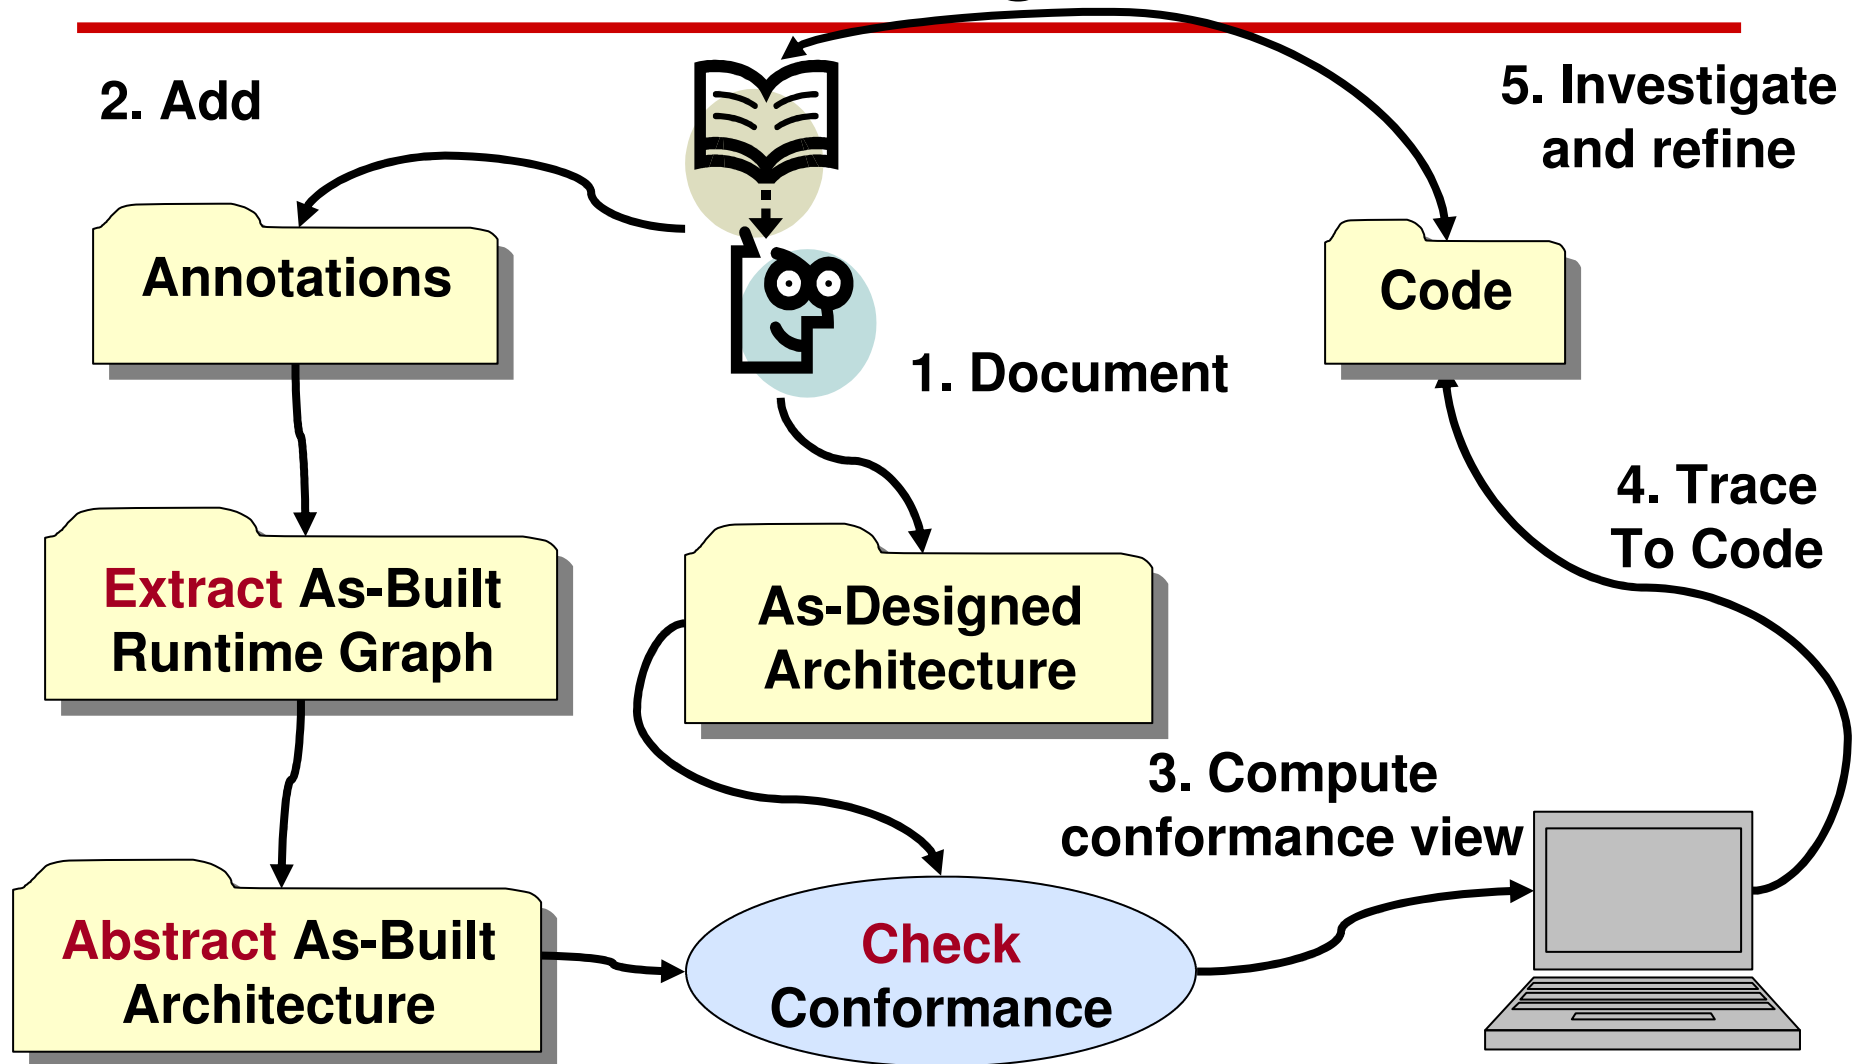 2. Add
5. Investigate
and refine
Annotations
Code
1. Document
4. Trace
To Code
Extract As-Built
Runtime Graph
As-Designed
Architecture
3. Compute
conformance view
Abstract As-Built
Architecture
Check
Conformance